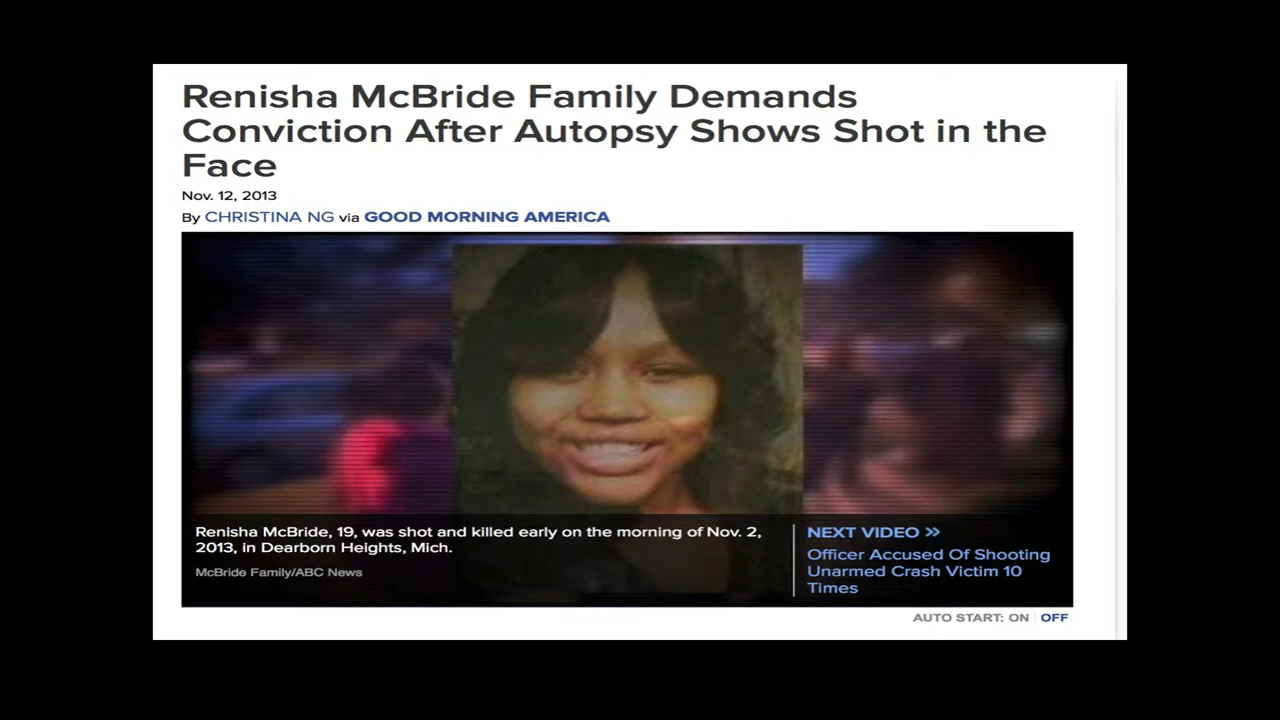 Renisha McBride Family Demands
Conviction After Autopsy Shows Shot in the
Face
Nov. 12, 2013
By CHRISTINA NG via GOOD MORNING AMERICA
Renisha McBride, 19, was shot and killed early on the morning of Nov. 2,
2013, in Dearborn Heights, Mich.
McBride Family/ABC News
NEXT VIDEO »
Officer Accused Of Shooting
Unarmed Crash Victim 10
Times
AUTO START: ON | OFF